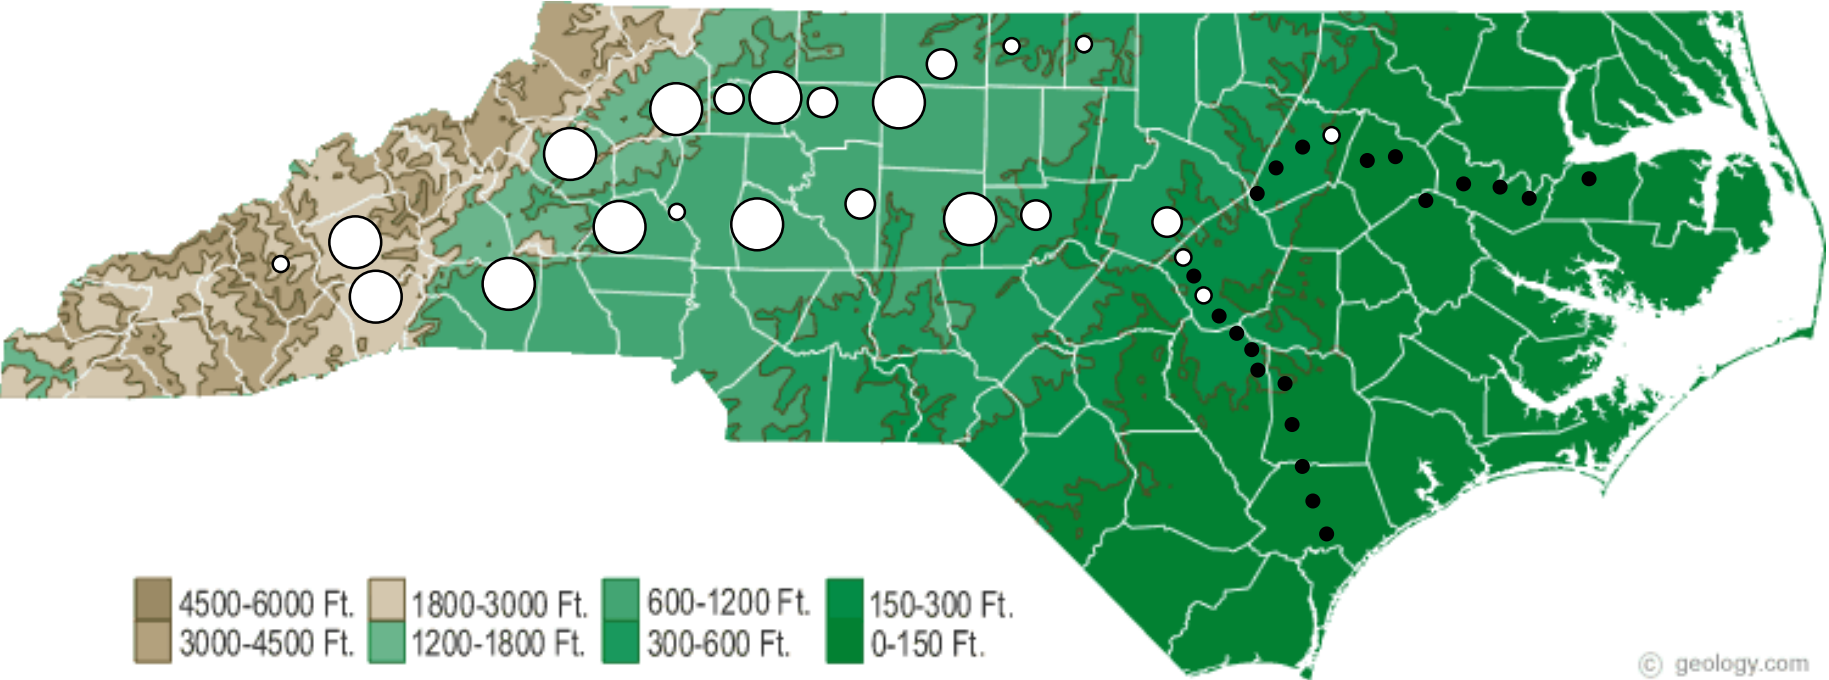 4500-6000 Ft.
3000-4500 Ft.
1800-3000 Ft.
1200-1800 Ft.
600-1200 Ft.
300-600 Ft.
150-300 Ft.
0-150 Ft.
© geology.com